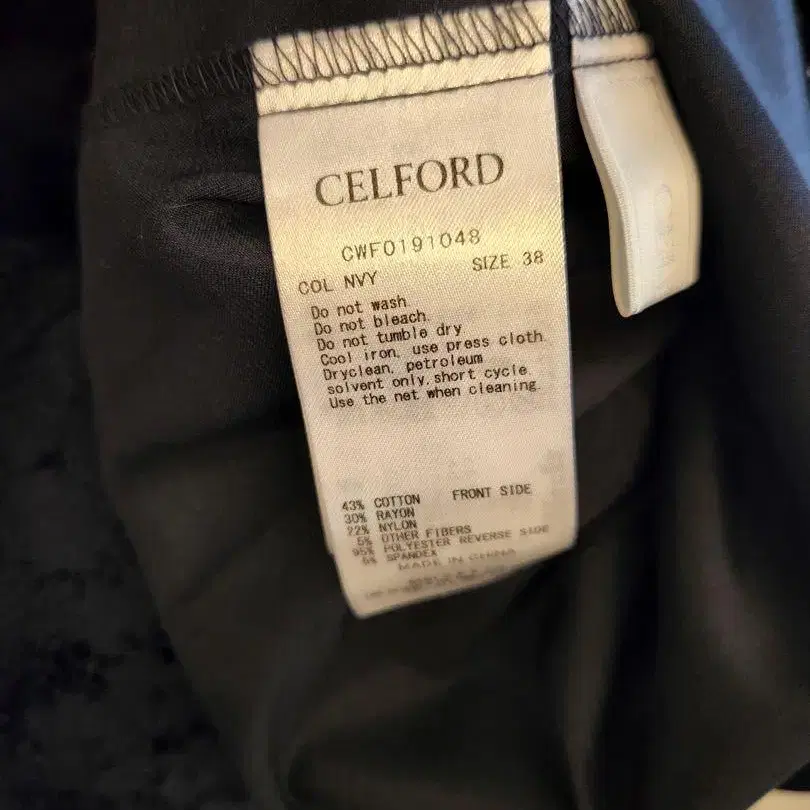 CELFORD
CWF0191048
COL NVY SIZE 38
Do not wash.
Do not bleach.
Do not tumble dry
Cool iron, use press cloth.
Dryclean, petroleum
solvent only,short cycle.
Use the net when cleaning.
43% COTTON FRONT SIDE
30% RAYON
22% NYLON
5% OTHER FIBERS
95% POLYESTER REVERSE SIDE
5% SPANDEX
MADE IN CHINA